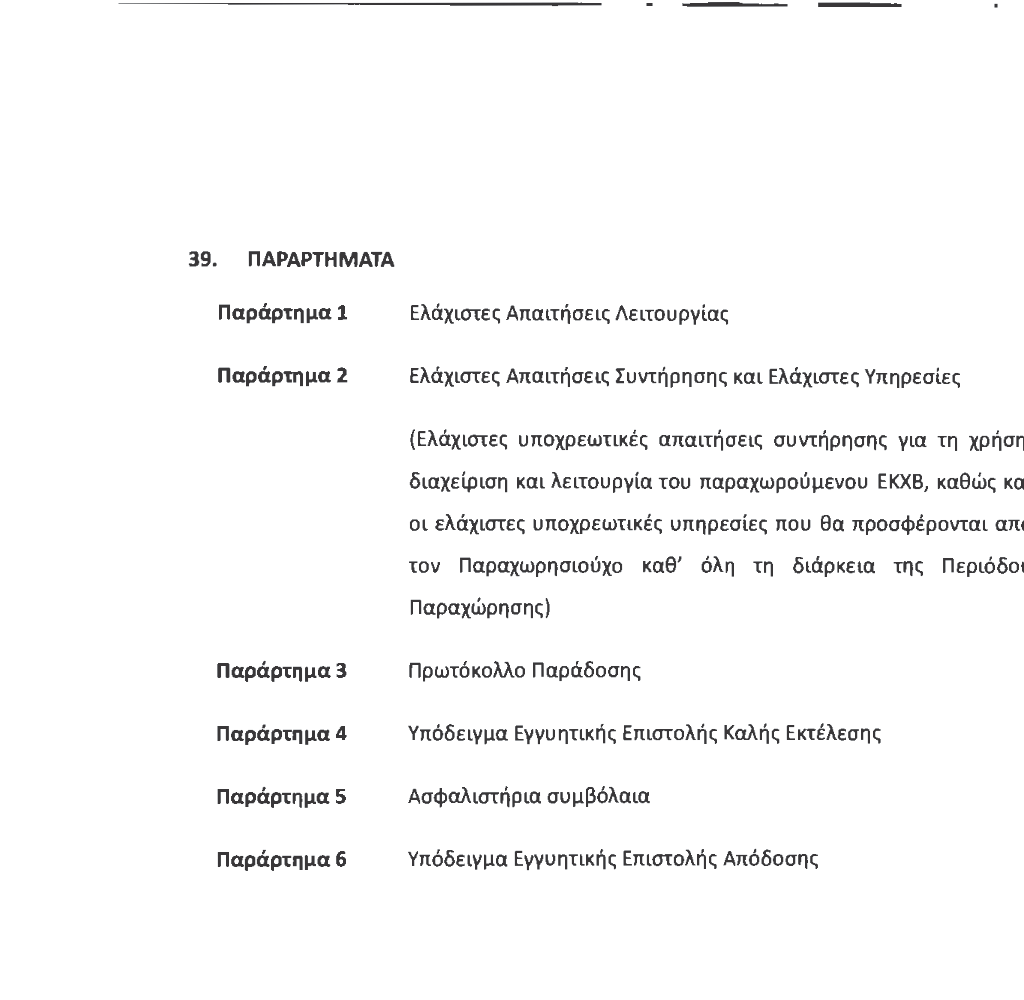 39. ΠΑΡΑΡΤΗΜΑΤΑ
Παράρτημα 1 Ελάχιστες Απαιτήσεις Λειτουργίας
Παράρτημα 2 Ελάχιστες Απαιτήσεις Συντήρησης και Ελάχιστες Υπηρεσίες
(Ελάχιστες υποχρεωτικές απαιτήσεις συντήρησης για τη χρήση
διαχείριση και λειτουργία του παραχωρούμενου ΕΚΧΒ, καθώς
οι ελάχιστες υποχρεωτικές υπηρεσίες που θα προσφέρονται
τον Παραχωρησιούχο καθ’ όλη τη διάρκεια της
Παραχώρησης)
Παράρτημα 3 Πρωτόκολλο Παράδοσης
Παράρτημα 4 Υπόδειγμα Εγγυητικής Επιστολής Καλής Εκτέλεσης
Παράρτημα 5 Ασφαλιστήρια συμβόλαια
Παράρτημα 6 Υπόδειγμα Εγγυητικής Επιστολής Απόδοσης